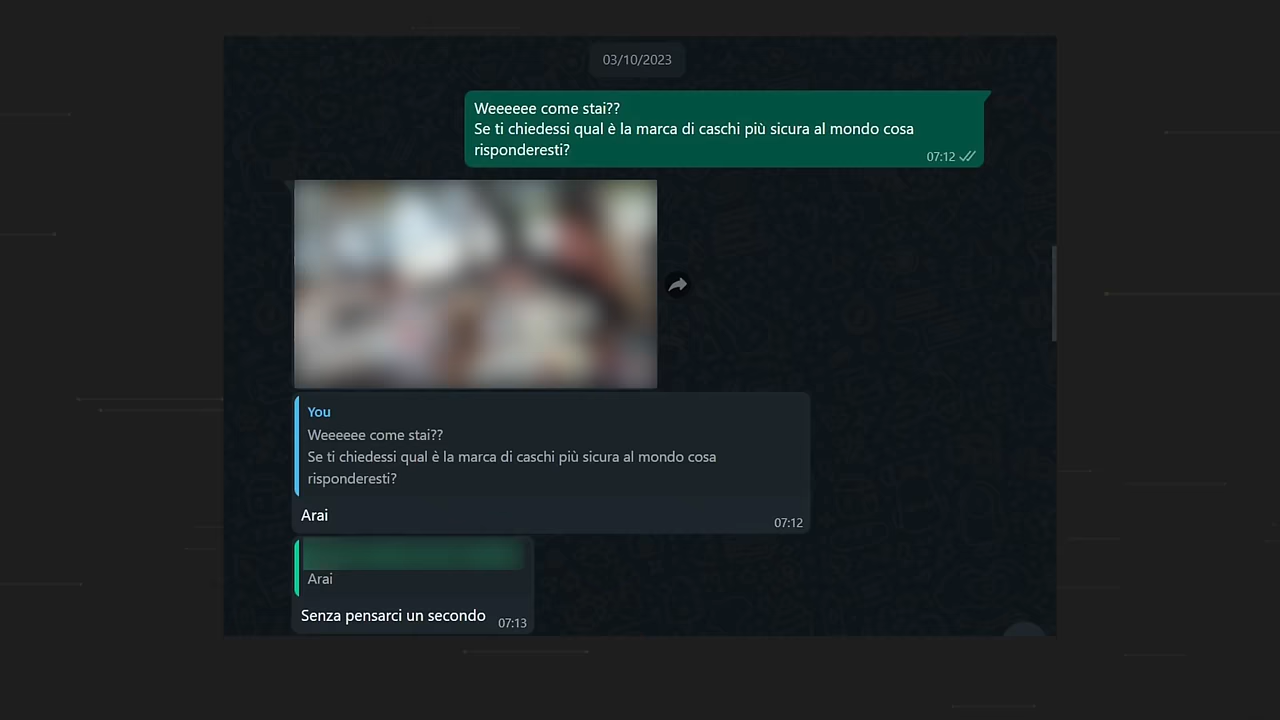 03/10/2023
Weeeeee come stai??
Se ti chiedessi qual è la marca di caschi più sicura al mondo cosa
risponderesti?
07:12
You
Weeeeee come stai??
Se ti chiedessi qual è la marca di caschi più sicura al mondo cosa
risponderesti?
Arai
07:12
Arai
Senza pensarci un secondo
07:13